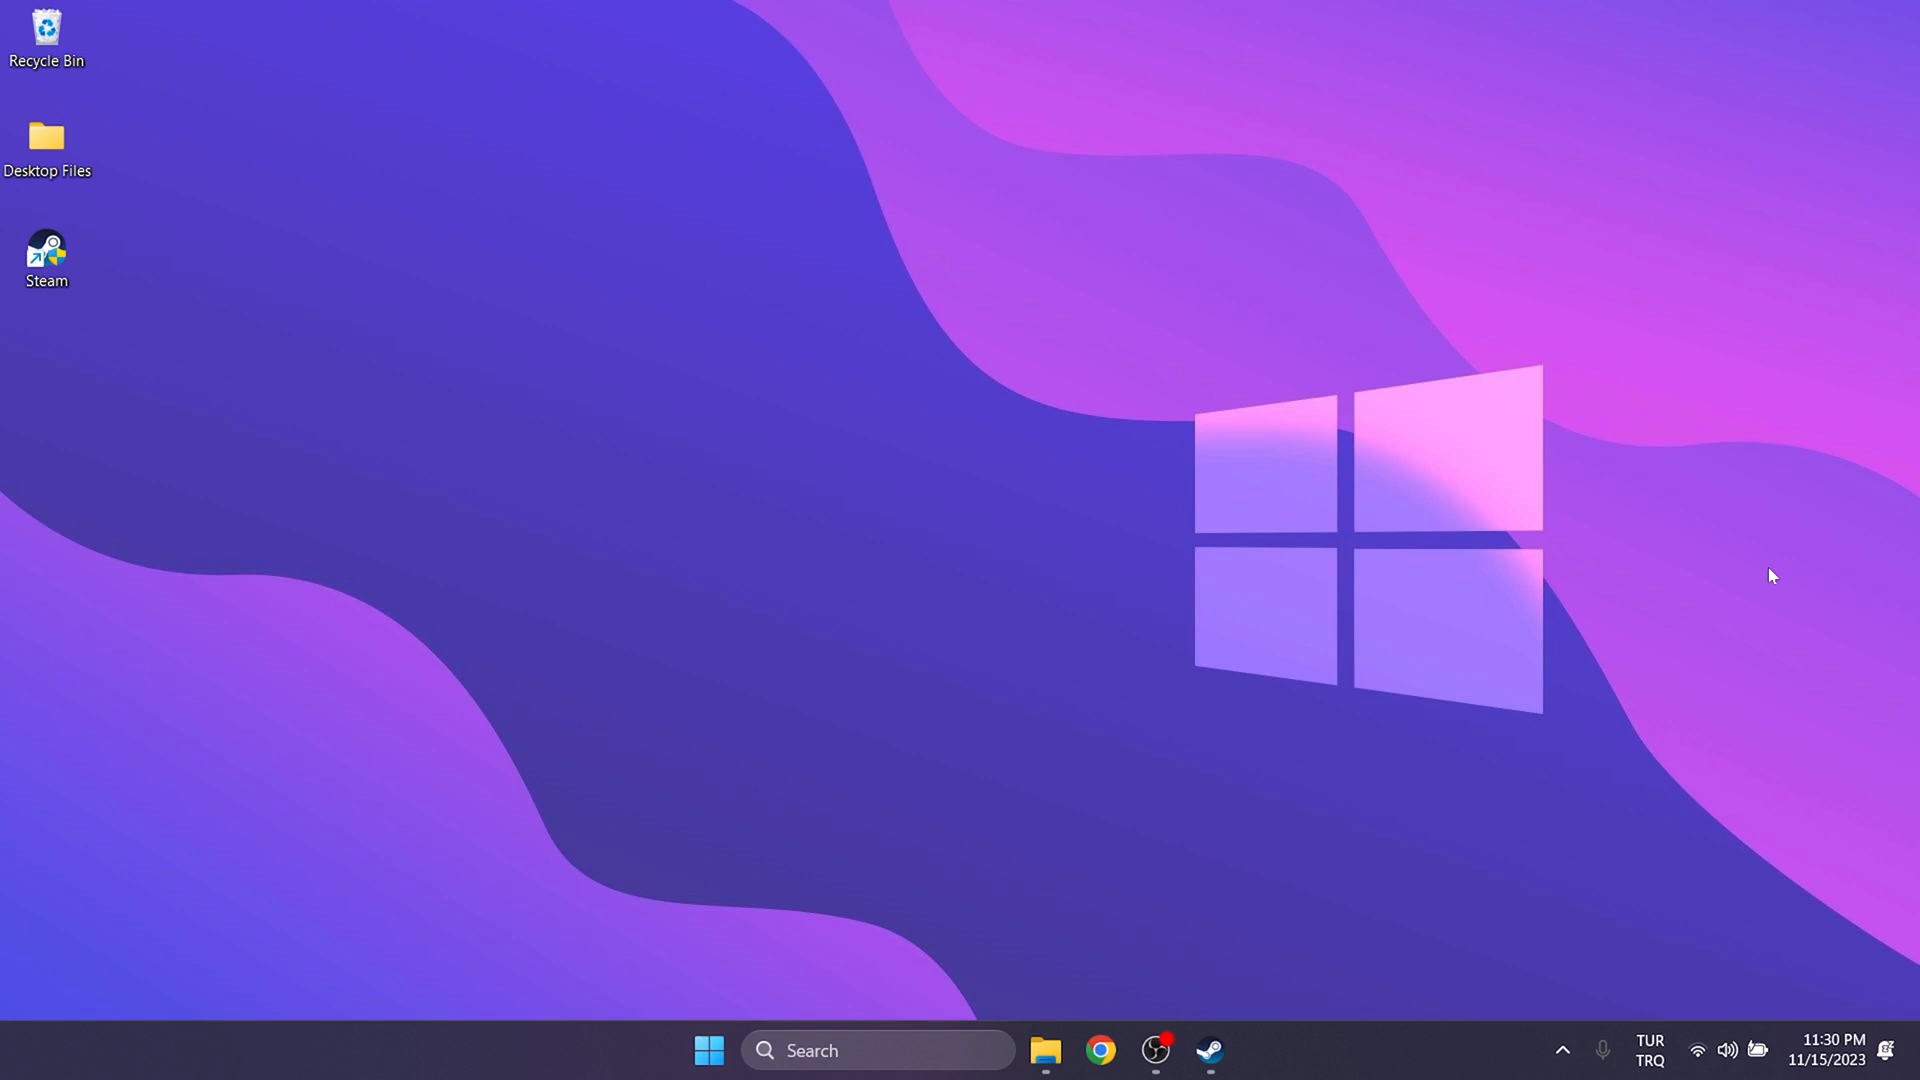 Recycle Bin
Desktop Files
Steam
Search
TUR
TRQ
11:30 PM
11/15/2023